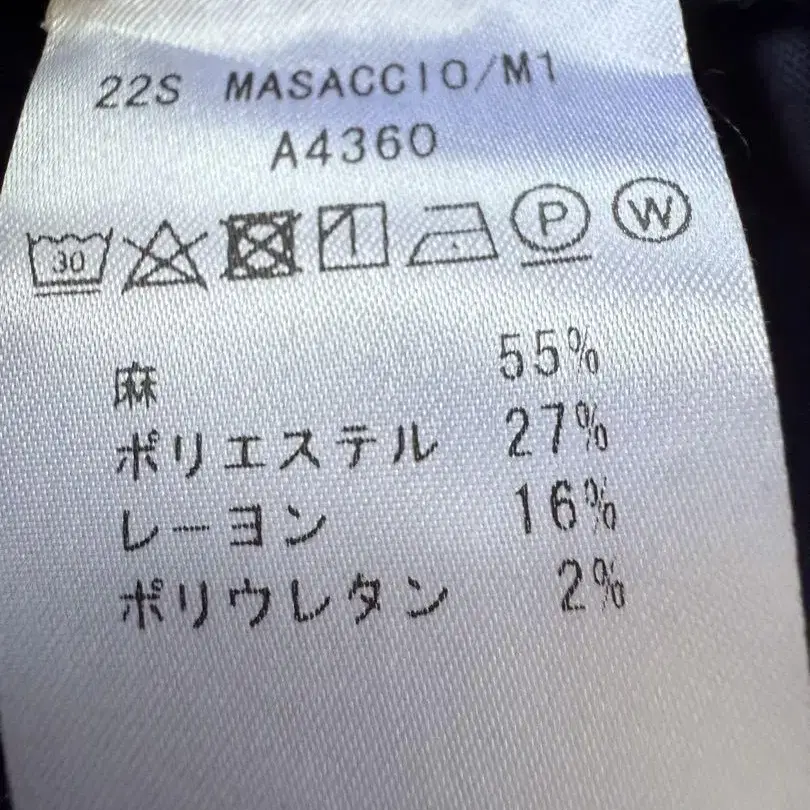 22S MASACCIO/M1
A4360
30 P W
麻 55%
ポリエステル 27%
レーヨン 16%
ポリウレタン 2%